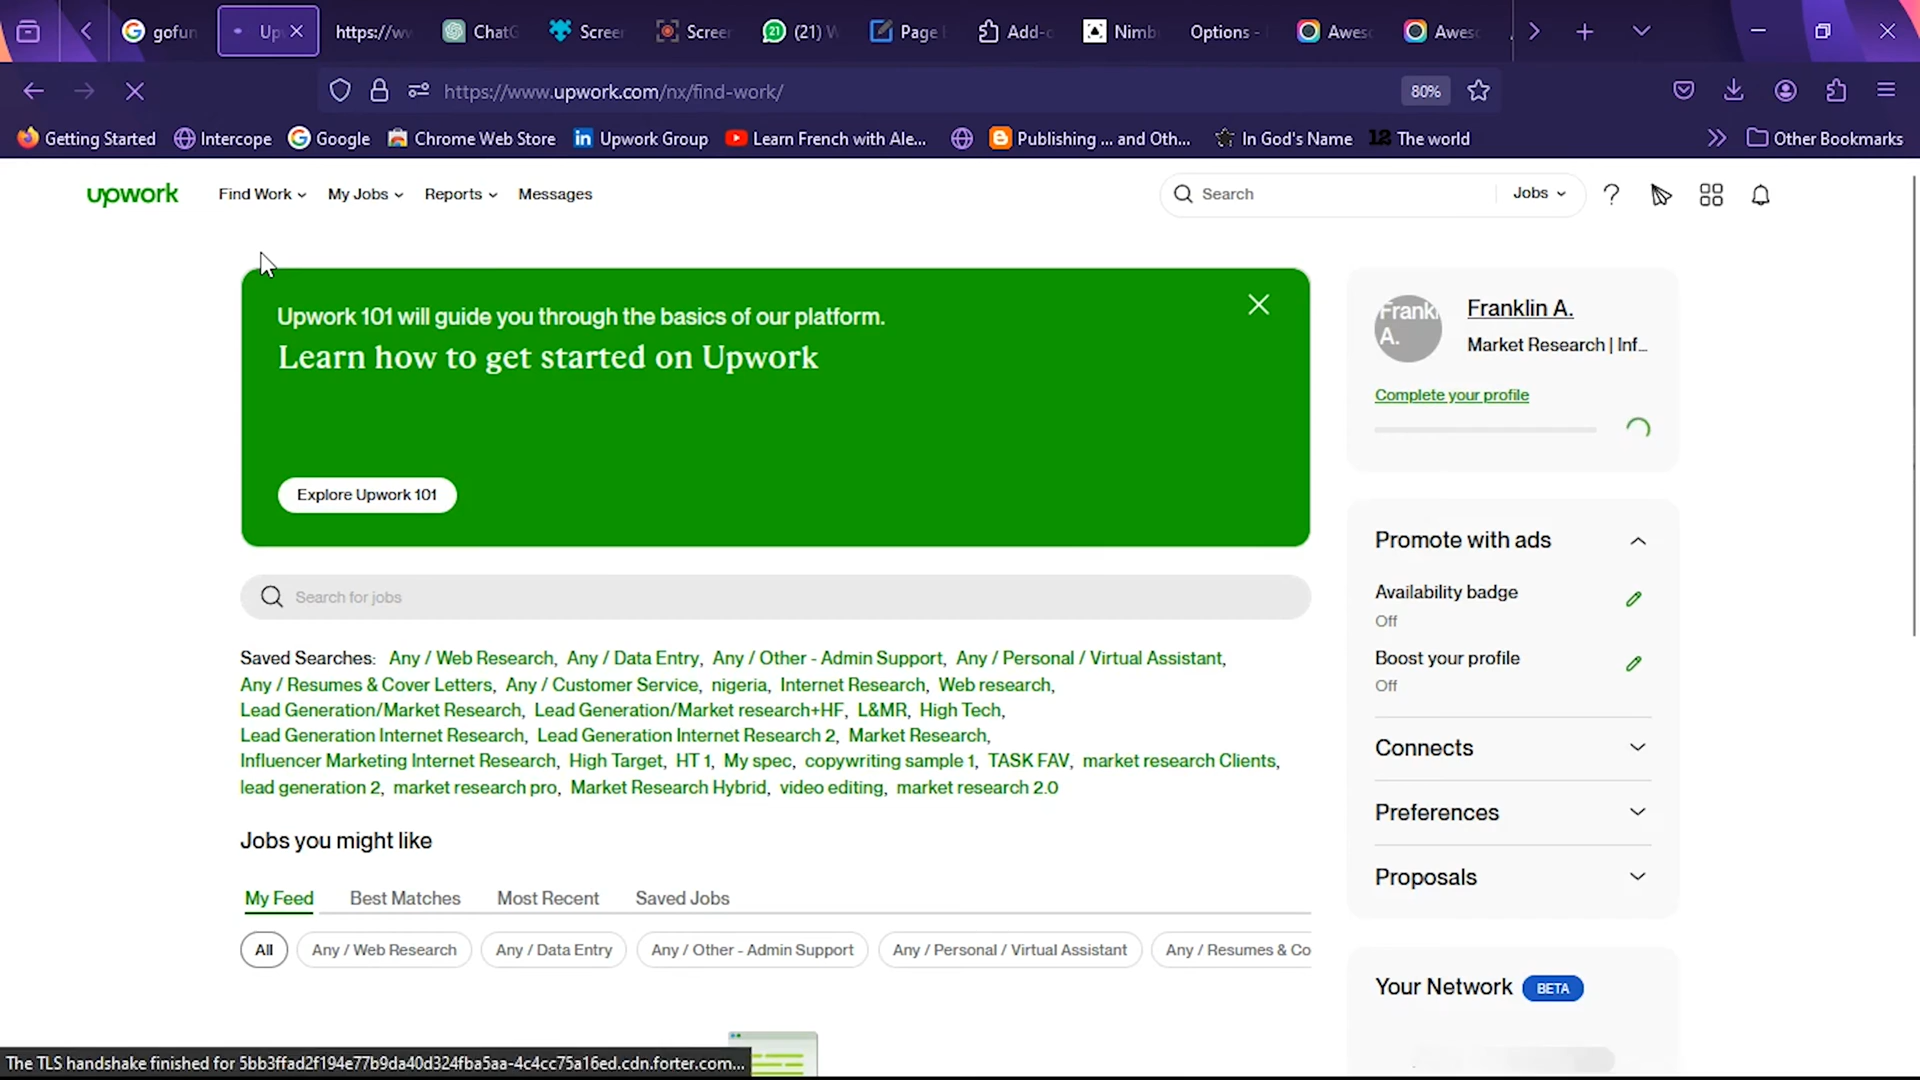 gofun
Up
https://ww
ChatG
Screer
Screer
(21) W
Page
Add-o
Nimb
Options -
Awes
Awes
https://www.upwork.com/nx/find-work/
80%
Getting Started
Intercope
Google
Chrome Web Store
Upwork Group
Learn French with Ale...
Publishing ... and Oth...
In God's Name
12 The world
Other Bookmarks
upwork
Find Work
My Jobs
Reports
Messages
Search
Jobs
Upwork 101 will guide you through the basics of our platform.
Learn how to get started on Upwork
Explore Upwork 101
Frankl
A.
Franklin A.
Market Research | Inf...
Complete your profile
Promote with ads
Availability badge
Off
Boost your profile
Off
Connects
Preferences
Proposals
Your Network BETA
Search for jobs
Saved Searches: Any / Web Research, Any / Data Entry, Any / Other - Admin Support, Any / Personal / Virtual Assistant,
Any / Resumes & Cover Letters, Any / Customer Service, nigeria, Internet Research, Web research,
Lead Generation/Market Research, Lead Generation/Market research+HF, L&MR, High Tech,
Lead Generation Internet Research, Lead Generation Internet Research 2, Market Research,
Influencer Marketing Internet Research, High Target, HT 1, My spec, copywriting sample 1, TASK FAV, market research Clients,
lead generation 2, market research pro, Market Research Hybrid, video editing, market research 2.0
Jobs you might like
My Feed
Best Matches
Most Recent
Saved Jobs
All
Any / Web Research
Any / Data Entry
Any / Other - Admin Support
Any / Personal / Virtual Assistant
Any / Resumes & Co
The TLS handshake finished for 5bb3ffad2f194e77b9da40d324fba5aa-4c4cc75a16ed.cdn.forter.com...